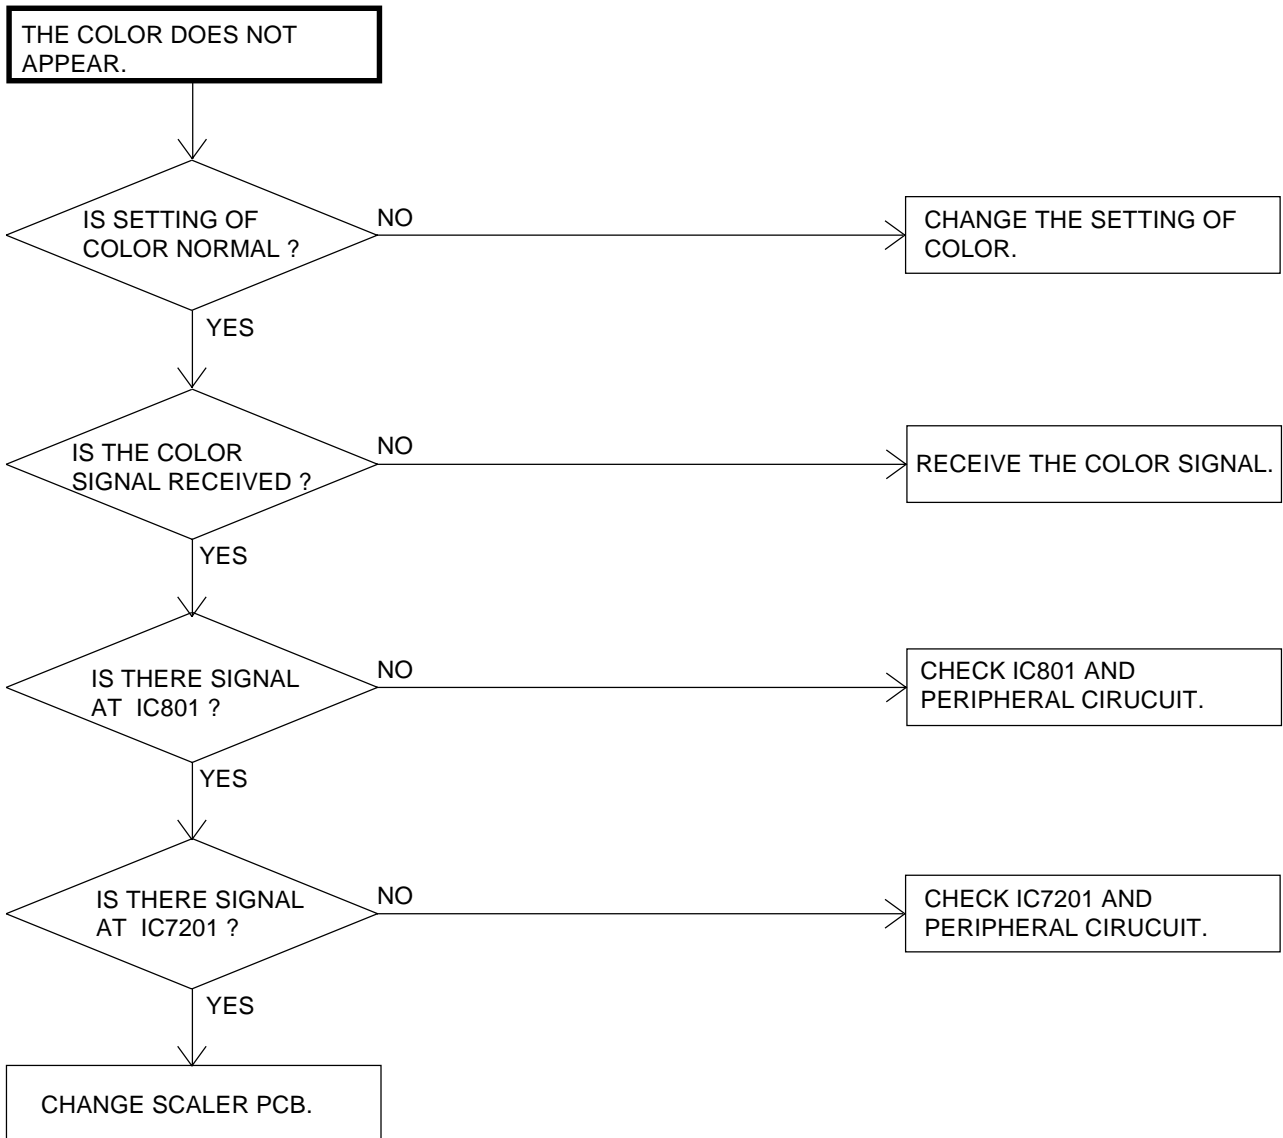 THE COLOR DOES NOT
APPEAR.
IS SETTING OF
COLOR NORMAL ?
NO
CHANGE THE SETTING OF
COLOR.
YES
IS THE COLOR
SIGNAL RECEIVED ?
NO
RECEIVE THE COLOR SIGNAL.
YES
IS THERE SIGNAL
AT IC801 ?
NO
CHECK IC801 AND
PERIPHERAL CIRUCUIT.
YES
IS THERE SIGNAL
AT IC7201 ?
NO
CHECK IC7201 AND
PERIPHERAL CIRUCUIT.
YES
CHANGE SCALER PCB.